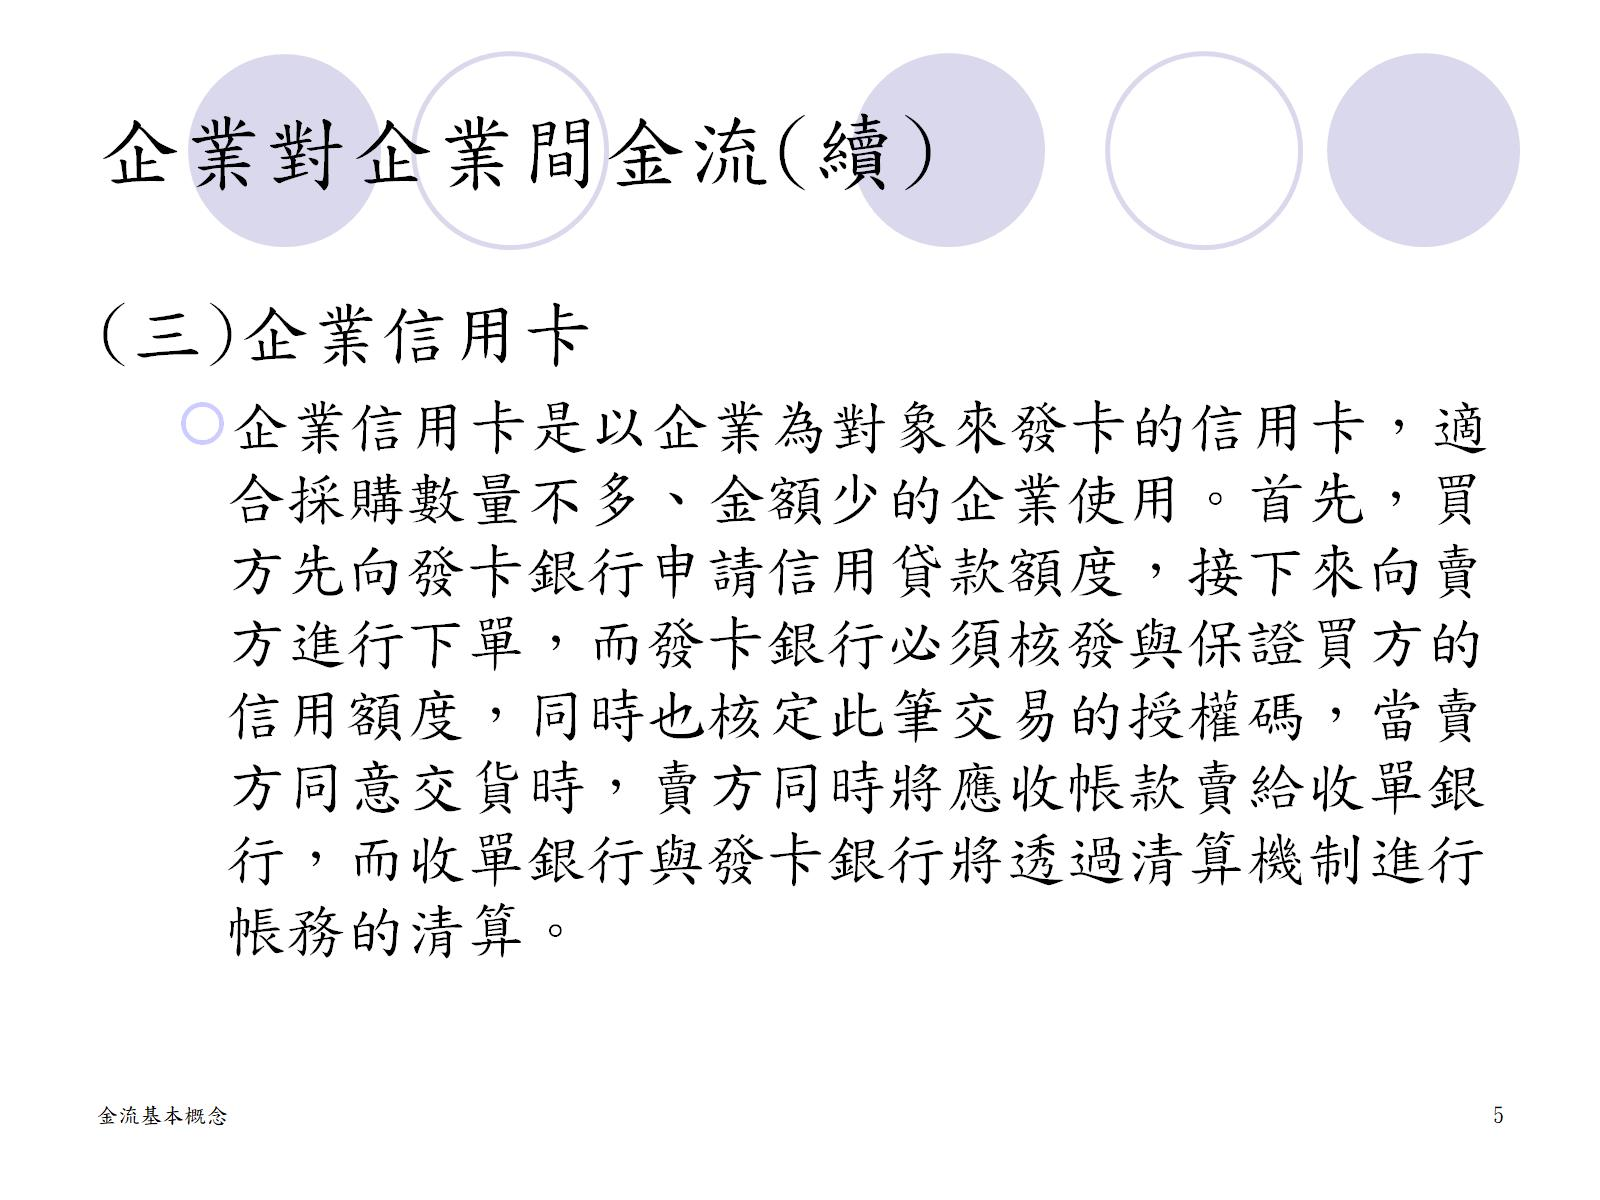 企業對企業間金流(續)
(三)企業信用卡
企業信用卡是以企業為對象來發卡的信用卡，適
合採購數量不多、金額少的企業使用。首先，買
方先向發卡銀行申請信用貸款額度，接下來向賣
方進行下單，而發卡銀行必須核發與保證買方的
信用額度，同時也核定此筆交易的授權碼，當賣
方同意交貨時，賣方同時將應收帳款賣給收單銀
行，而收單銀行與發卡銀行將透過清算機制進行
帳務的清算。
金流基本概念
5